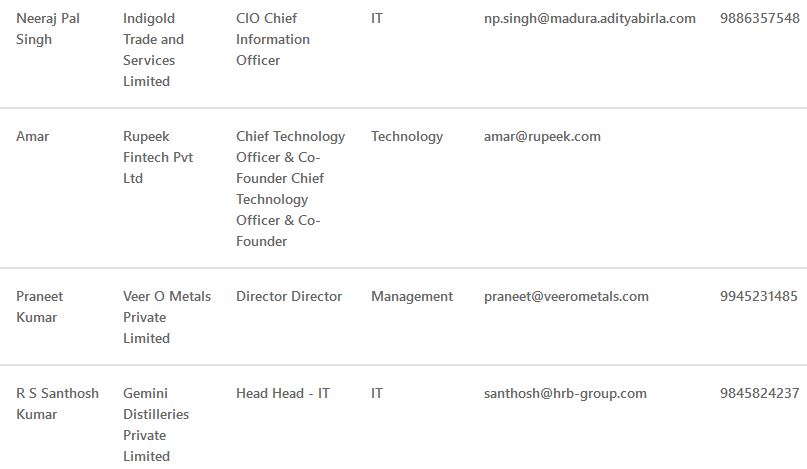 Neeraj Pal Indigold CIO Chief IT np.singh@madura.adityabirla.com 9886357548
Singh Trade and Information
Services Officer
Limited
Amar Rupeek Chief Technology Technology amar@rupeek.com
Fintech Pvt Officer & Co-
Ltd Founder Chief
Technology
Officer & Co-
Founder
Praneet Veer O Metals Director Director Management praneet@veerometals.com 9945231485
Kumar Private
Limited
R S Santhosh Gemini Head Head - IT IT santhosh@hrb-group.com 9845824237
Kumar Distilleries
Private
Limited